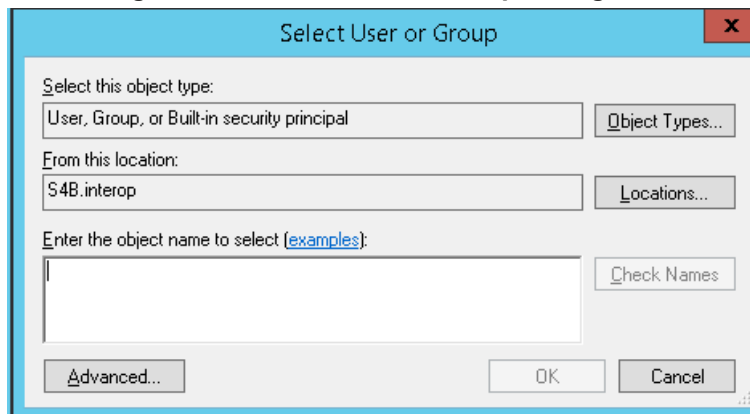 Select User or Group
x
Select this object type:
User, Group, or Built-in security principal
Object Types...
From this location:
S4B.interop
Locations...
Enter the object name to select (examples):
Check Names
Advanced...
OK
Cancel